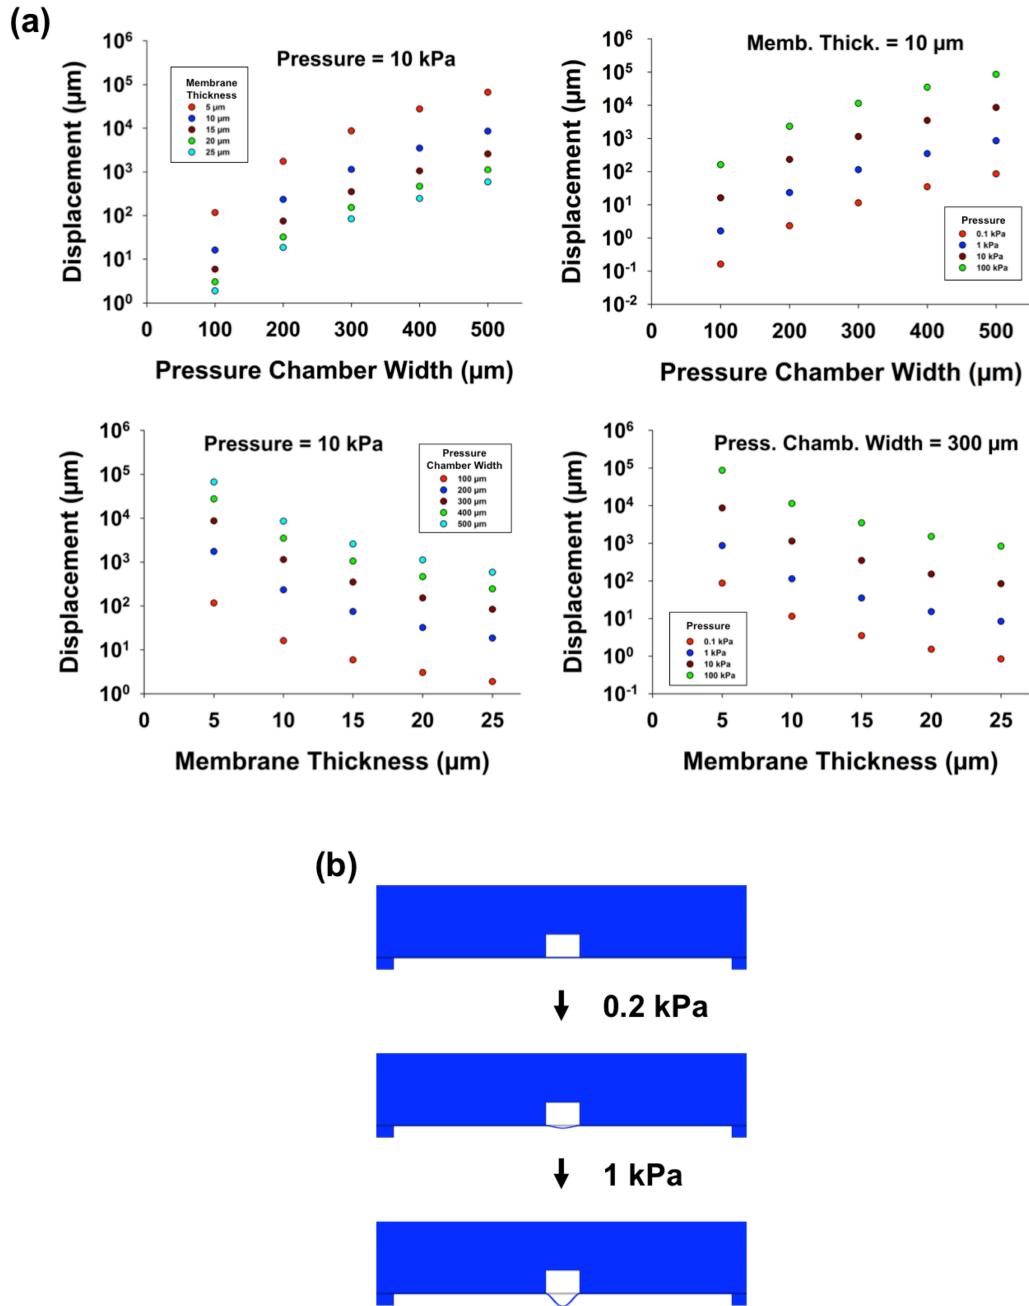 (a)
Pressure = 10 kPa
Displacement (µm)
10⁶
10⁵
10⁴
10³
10²
10¹
10⁰
Membrane
Thickness
5 µm
10 µm
15 µm
20 µm
25 µm
0 100 200 300 400 500
Pressure Chamber Width (µm)
Memb. Thick. = 10 µm
Displacement (µm)
10⁶
10⁵
10⁴
10³
10²
10¹
10⁰
10⁻¹
10⁻²
Pressure
0.1 kPa
1 kPa
10 kPa
100 kPa
0 100 200 300 400 500
Pressure Chamber Width (µm)
Pressure = 10 kPa
Displacement (µm)
10⁶
10⁵
10⁴
10³
10²
10¹
10⁰
Pressure
Chamber Width
100 µm
200 µm
300 µm
400 µm
500 µm
0 5 10 15 20 25
Membrane Thickness (µm)
Press. Chamb. Width = 300 µm
Displacement (µm)
10⁶
10⁵
10⁴
10³
10²
10¹
10⁰
10⁻¹
Pressure
0.1 kPa
1 kPa
10 kPa
100 kPa
0 5 10 15 20 25
Membrane Thickness (µm)
(b)
0.2 kPa
1 kPa